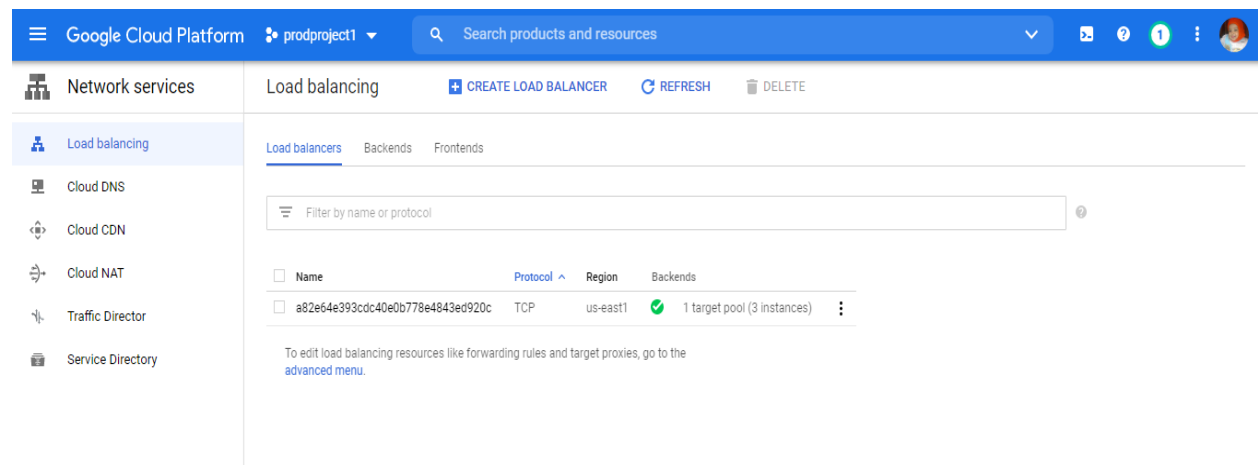 Google Cloud Platform prodproject1 Search products and resources 1
Network services Load balancing CREATE LOAD BALANCER REFRESH DELETE
Load balancing
Cloud DNS
Cloud CDN
Cloud NAT
Traffic Director
Service Directory
Load balancers Backends Frontends
Filter by name or protocol
Name Protocol Region Backends
a82e64e393cdc40e0b778e4843ed920c TCP us-east1 1 target pool (3 instances)
To edit load balancing resources like forwarding rules and target proxies, go to the
advanced menu.